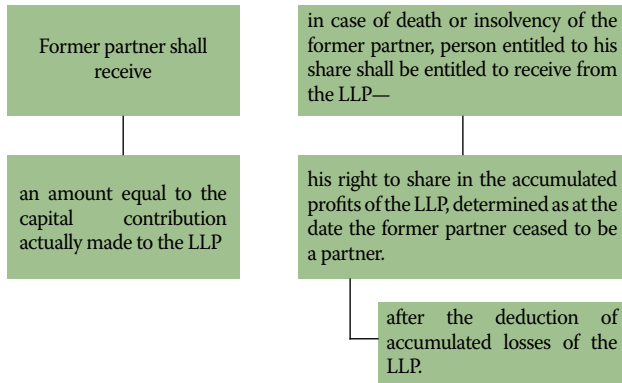 Former partner shall
receive
an amount equal to the
capital contribution
actually made to the LLP
in case of death or insolvency of the
former partner, person entitled to his
share shall be entitled to receive from
the LLP—
his right to share in the accumulated
profits of the LLP, determined as at the
date the former partner ceased to be
a partner.
after the deduction of
accumulated losses of the
LLP.